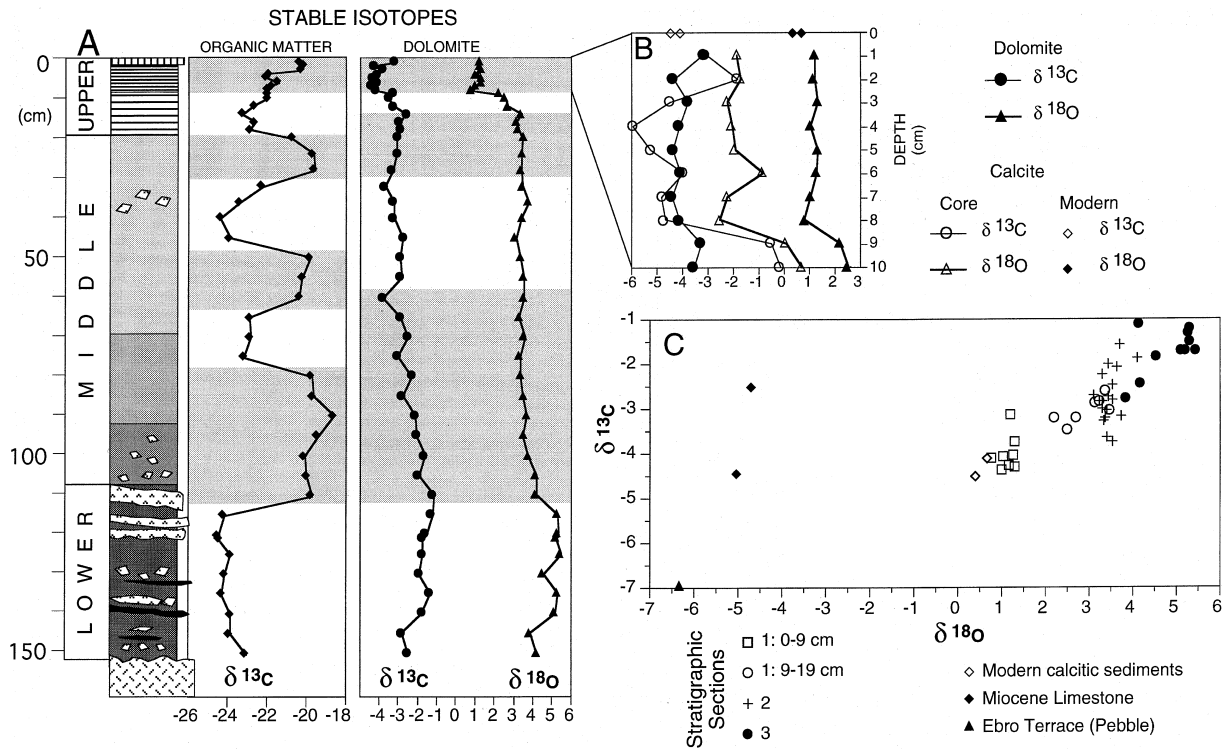 STABLE ISOTOPES
A
ORGANIC MATTER
DOLOMITE
0
(cm)
50
100
150
UPPER
MIDDLE
LOWER
δ 13C
δ 13C
δ 18O
-26 -24 -22 -20 -18
-4 -3 -2 -1 0 1 2 3 4 5 6
B
0
1
2
3
4
5
6
7
8
9
10
DEPTH
(cm)
-6 -5 -4 -3 -2 -1 0 1 2 3
Dolomite
δ 13C
δ 18O
Calcite
Core Modern
δ 13C δ 13C
δ 18O δ 18O
C
-1
-2
-3
-4
-5
-6
-7
δ 13C
-7 -6 -5 -4 -3 -2 -1 0 1 2 3 4 5 6
δ 18O
Stratigraphic
Sections
1: 0-9 cm
1: 9-19 cm
2
3
Modern calcitic sediments
Miocene Limestone
Ebro Terrace (Pebble)